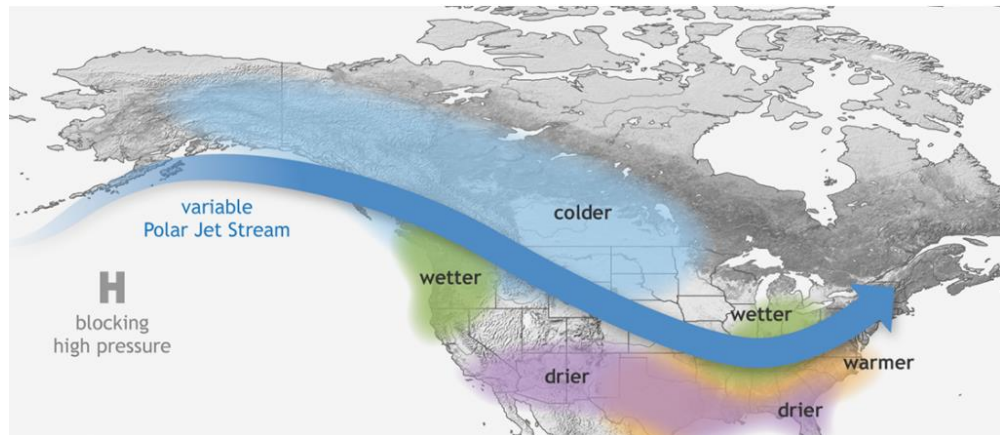 variable
Polar Jet Stream
H
blocking
high pressure
colder
wetter
wetter
drier
warmer
drier